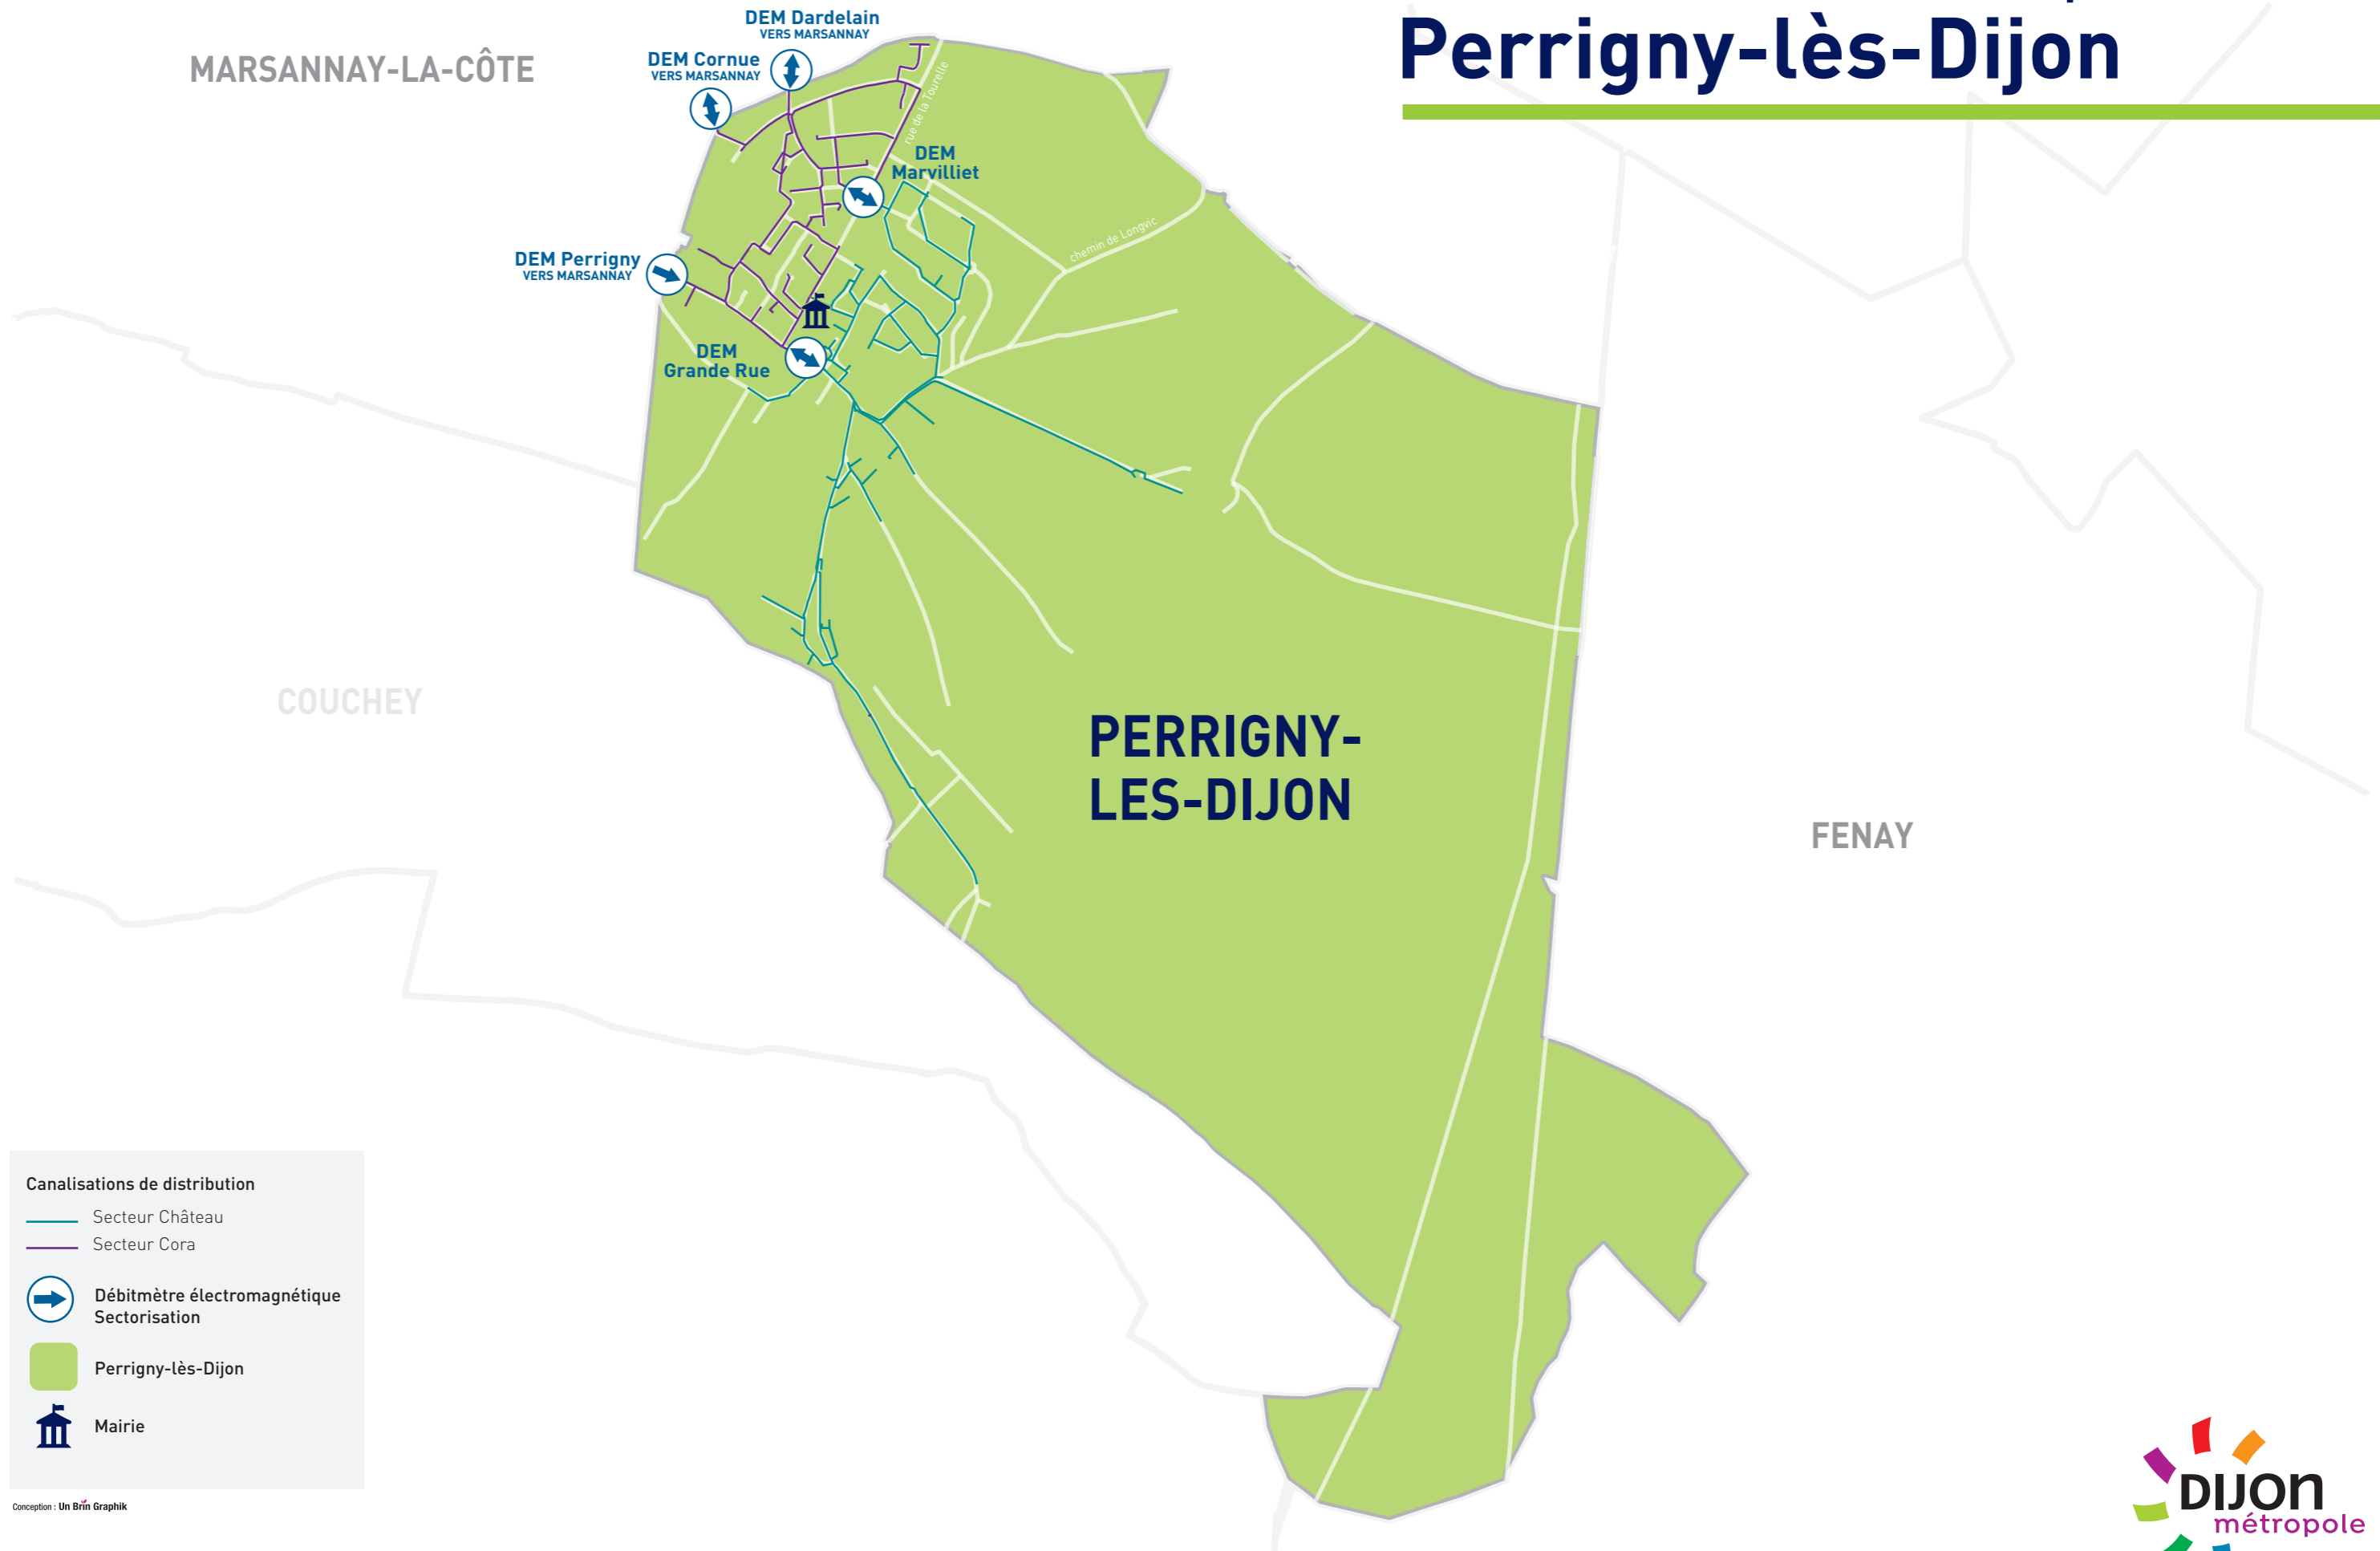 Perrigny-lès-Dijon
DEM Dardelain
VERS MARSANNAY
MARSANNAY-LA-CÔTE
DEM Cornue
VERS MARSANNAY
rue de la Tourelle
DEM
Marvilliet
chemin de Longvic
DEM Perrigny
VERS MARSANNAY
DEM
Grande Rue
COUCHEY
PERRIGNY-
LES-DIJON
FENAY
Canalisations de distribution
Secteur Château
Secteur Cora
Débitmètre électromagnétique
Sectorisation
Perrigny-lès-Dijon
Mairie
Conception : Un Brin Graphik
DIJON
métropole